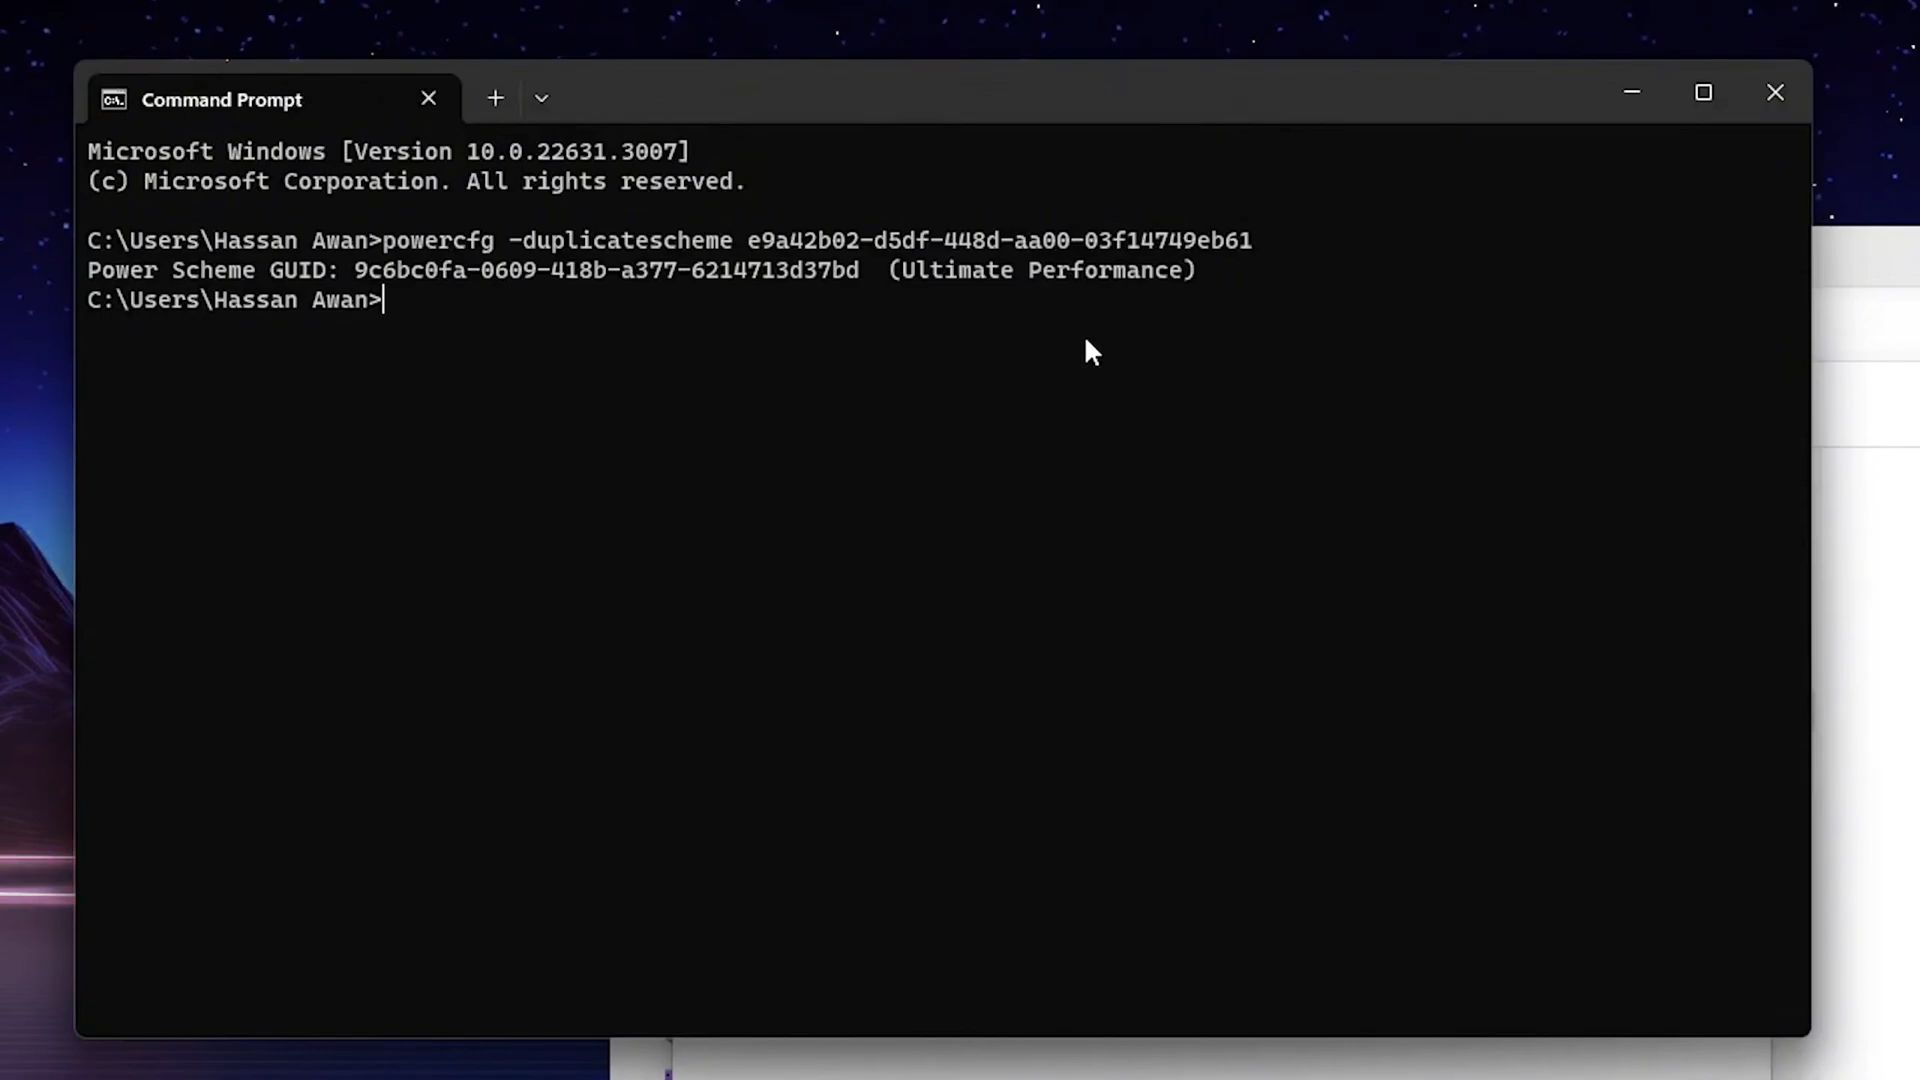 Command Prompt
Microsoft Windows [Version 10.0.22631.3007]
(c) Microsoft Corporation. All rights reserved.
C:\Users\Hassan Awan>powercfg -duplicatescheme e9a42b02-d5df-448d-aa00-03f14749eb61
Power Scheme GUID: 9c6bc0fa-0609-418b-a377-6214713d37bd  (Ultimate Performance)
C:\Users\Hassan Awan>